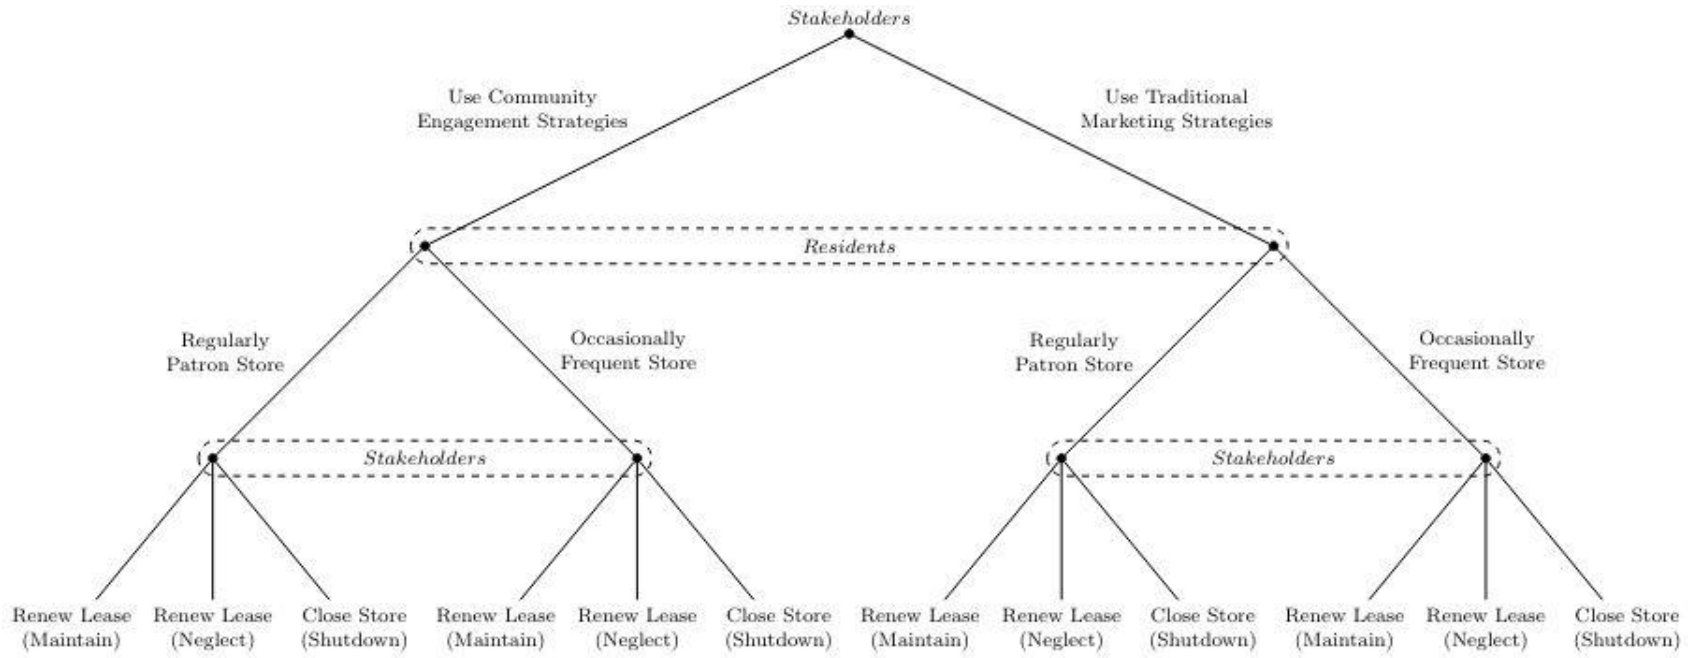 Stakeholders
Use Community
Engagement Strategies
Use Traditional
Marketing Strategies
Residents
Regularly
Patron Store
Occasionally
Frequent Store
Regularly
Patron Store
Occasionally
Frequent Store
Stakeholders
Stakeholders
Renew Lease
(Maintain)
Renew Lease
(Neglect)
Close Store
(Shutdown)
Renew Lease
(Maintain)
Renew Lease
(Neglect)
Close Store
(Shutdown)
Renew Lease
(Maintain)
Renew Lease
(Neglect)
Close Store
(Shutdown)
Renew Lease
(Maintain)
Renew Lease
(Neglect)
Close Store
(Shutdown)